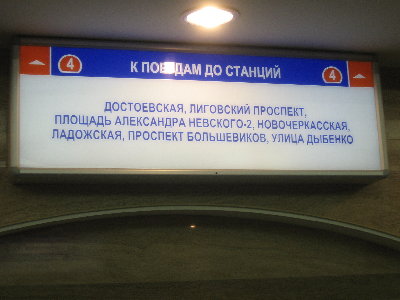 4 К ПОЕЗДАМ ДО СТАНЦИЙ 4
ДОСТОЕВСКАЯ, ЛИГОВСКИЙ ПРОСПЕКТ,
ПЛОЩАДЬ АЛЕКСАНДРА НЕВСКОГО-2, НОВОЧЕРКАССКАЯ,
ЛАДОЖСКАЯ, ПРОСПЕКТ БОЛЬШЕВИКОВ, УЛИЦА ДЫБЕНКО